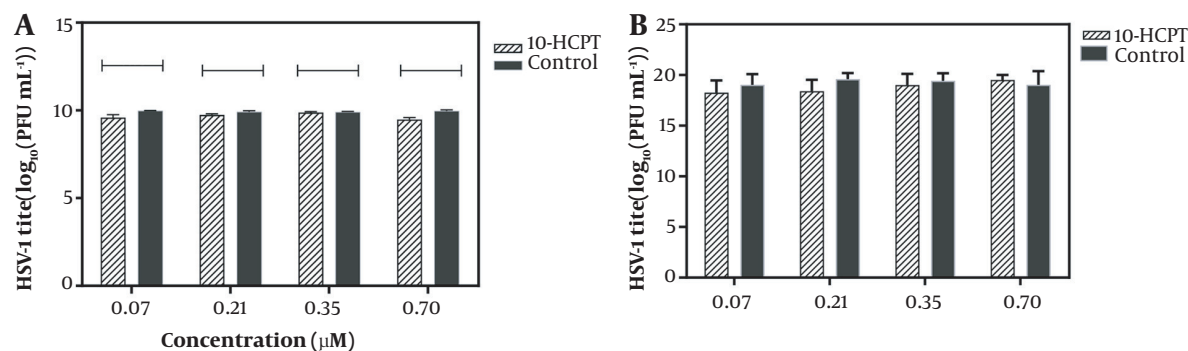 A
HSV-1 tite(log₁₀(PFU mL⁻¹))
15
10
5
0
0.07 0.21 0.35 0.70
Concentration (μM)
10-HCPT
Control
B
HSV-1 tite(log₁₀(PFU mL⁻¹))
25
20
15
10
5
0
0.07 0.21 0.35 0.70
10-HCPT
Control